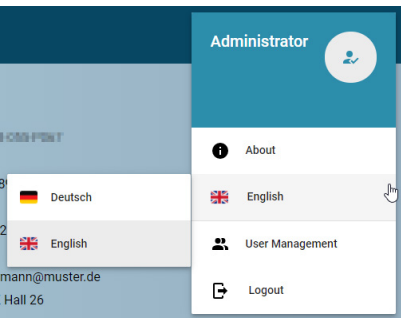 Administrator
About
English
User Management
Logout
Deutsch
English
mann@muster.de
Hall 26